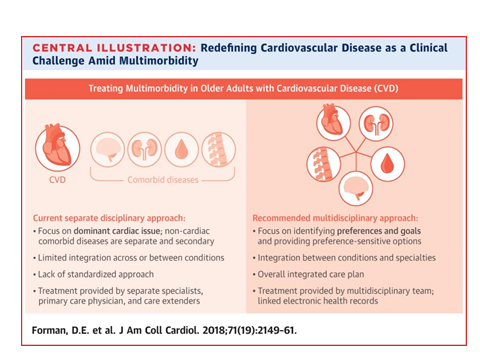 CENTRAL ILLUSTRATION: Redefining Cardiovascular Disease as a Clinical
Challenge Amid Multimorbidity
Treating Multimorbidity in Older Adults with Cardiovascular Disease (CVD)
CVD
Comorbid diseases
Current separate disciplinary approach:
• Focus on dominant cardiac issue; non-cardiac
comorbid diseases are separate and secondary
• Limited integration across or between conditions
• Lack of standardized approach
• Treatment provided by separate specialists,
primary care physician, and care extenders
Recommended multidisciplinary approach:
• Focus on identifying preferences and goals
and providing preference-sensitive options
• Integration between conditions and specialties
• Overall integrated care plan
• Treatment provided by multidisciplinary team;
linked electronic health records
Forman, D.E. et al. J Am Coll Cardiol. 2018;71(19):2149–61.